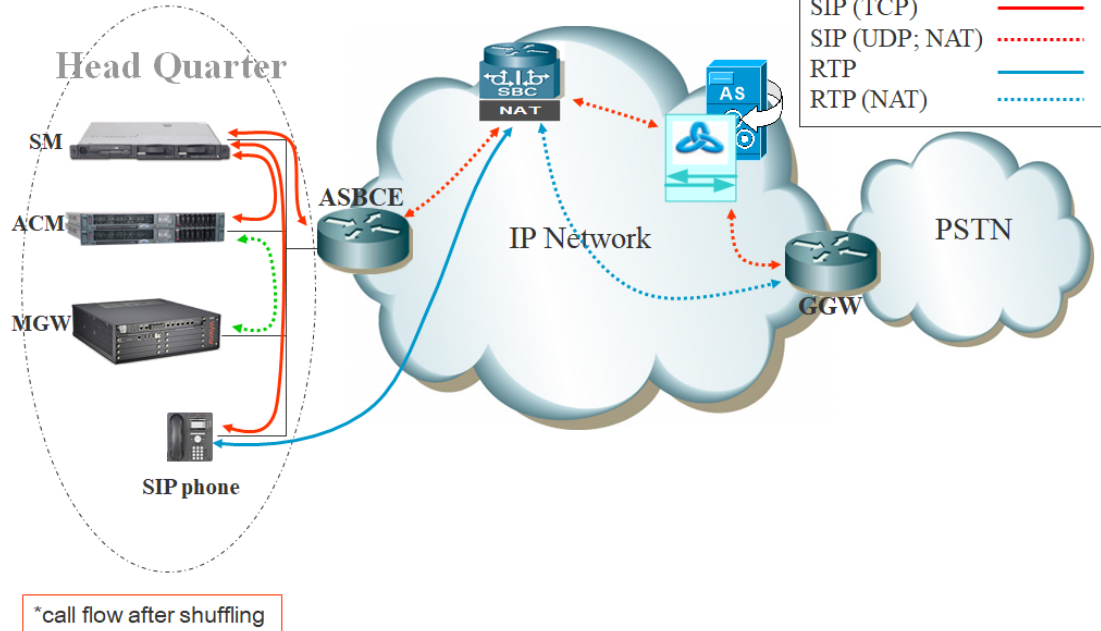 SIP (TCP)
SIP (UDP; NAT)
RTP
RTP (NAT)
Head Quarter
SM
ACM
MGW
SIP phone
ASBCE
SBC
NAT
IP Network
AS
GGW
PSTN
*call flow after shuffling